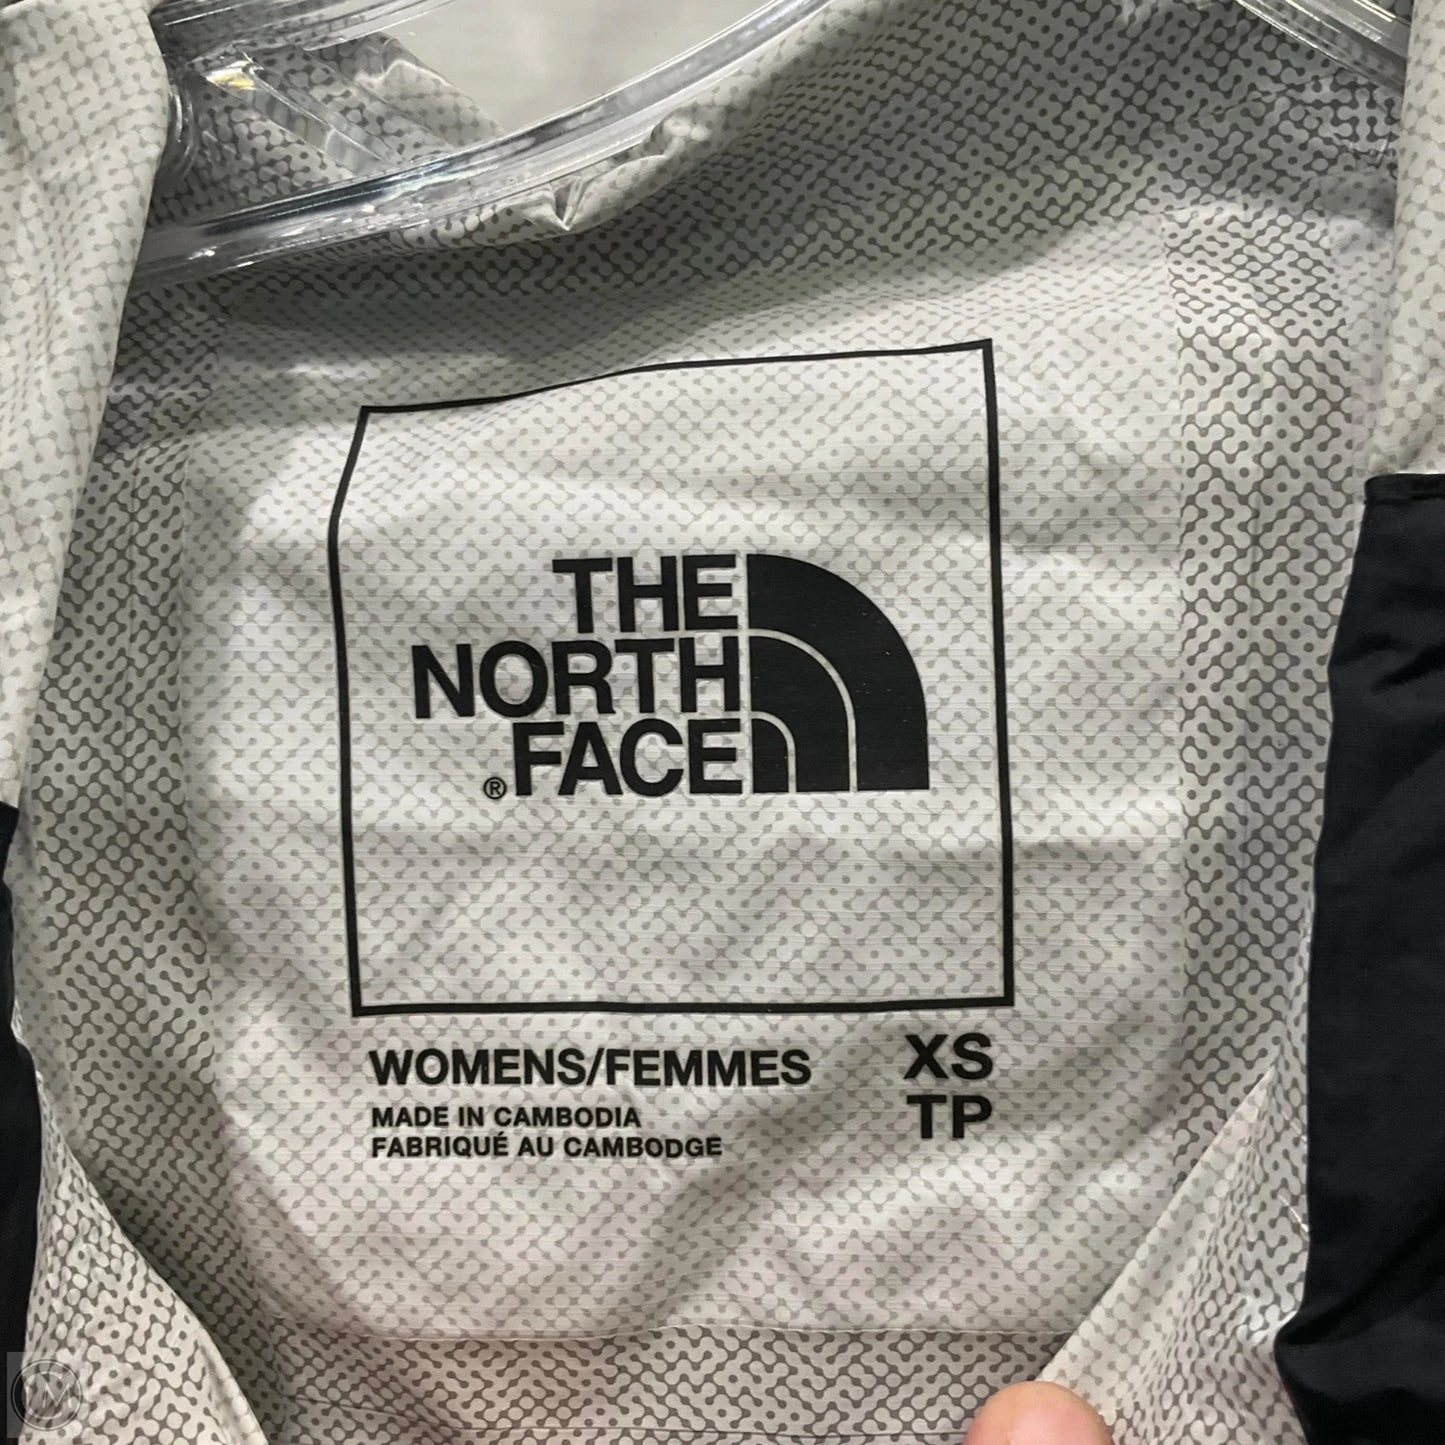 THE
NORTH
®FACE
WOMENS/FEMMES
XS
MADE IN CAMBODIA
TP
FABRIQUÉ AU CAMBODGE